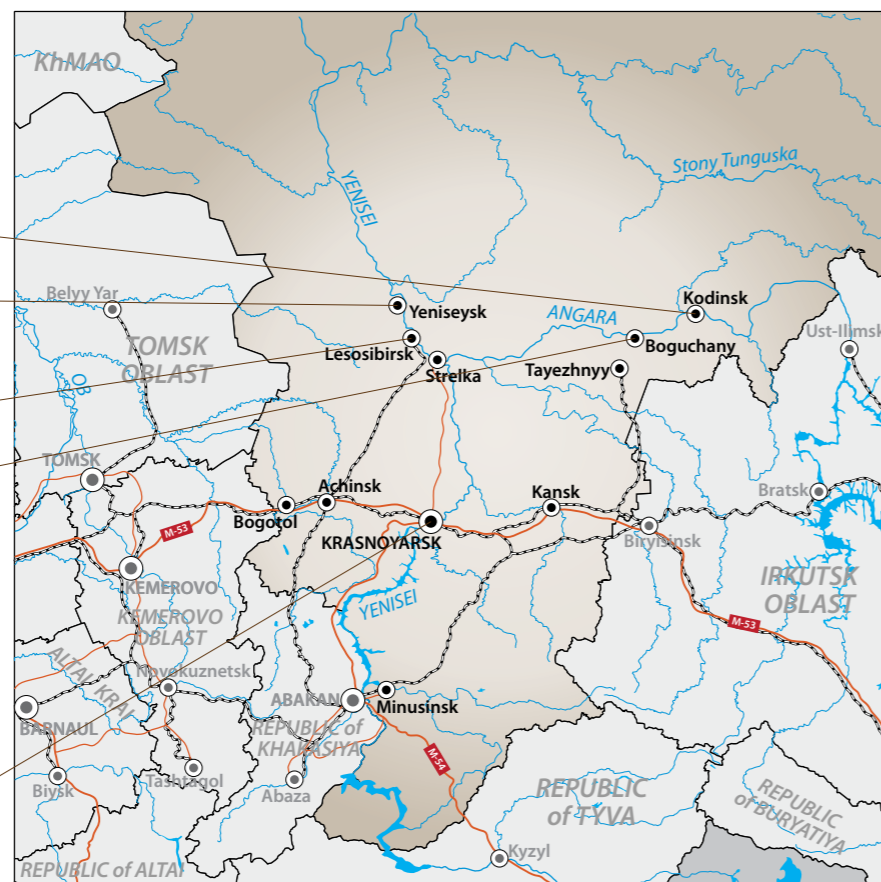 KhMAO
YENISEI
Stony Tunguska
Belyy Yar
Yeniseysk
ANGARA
Kodinsk
Ust-Ilimsk
TOMSK
OBLAST
Lesosibirsk
Boguchany
Strelka
Tayezhnyy
OB
TOMSK
Achinsk
Kansk
Bratsk
Bogotol
M-53
KRASNOYARSK
Biryisinsk
KEMEROVO
KEMEROVO
OBLAST
YENISEI
IRKUTSK
OBLAST
M-53
ALTAI KRAI
Novokuznetsk
ABAKAN
Minusinsk
BARNAUL
REPUBLIC of
KHAKASIYA
M-54
Biysk
Tashtagol
Abaza
REPUBLIC
of TYVA
REPUBLIC
of BURYATIYA
Kyzyl
REPUBLIC of ALTAI